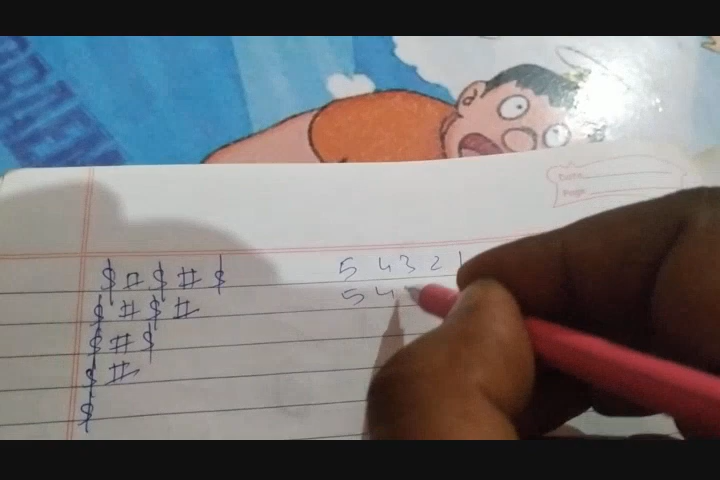 Date
Page
$ # $ # $
$ # $ #
$ # $
$ #
$
5 4 3 2 1
5 4